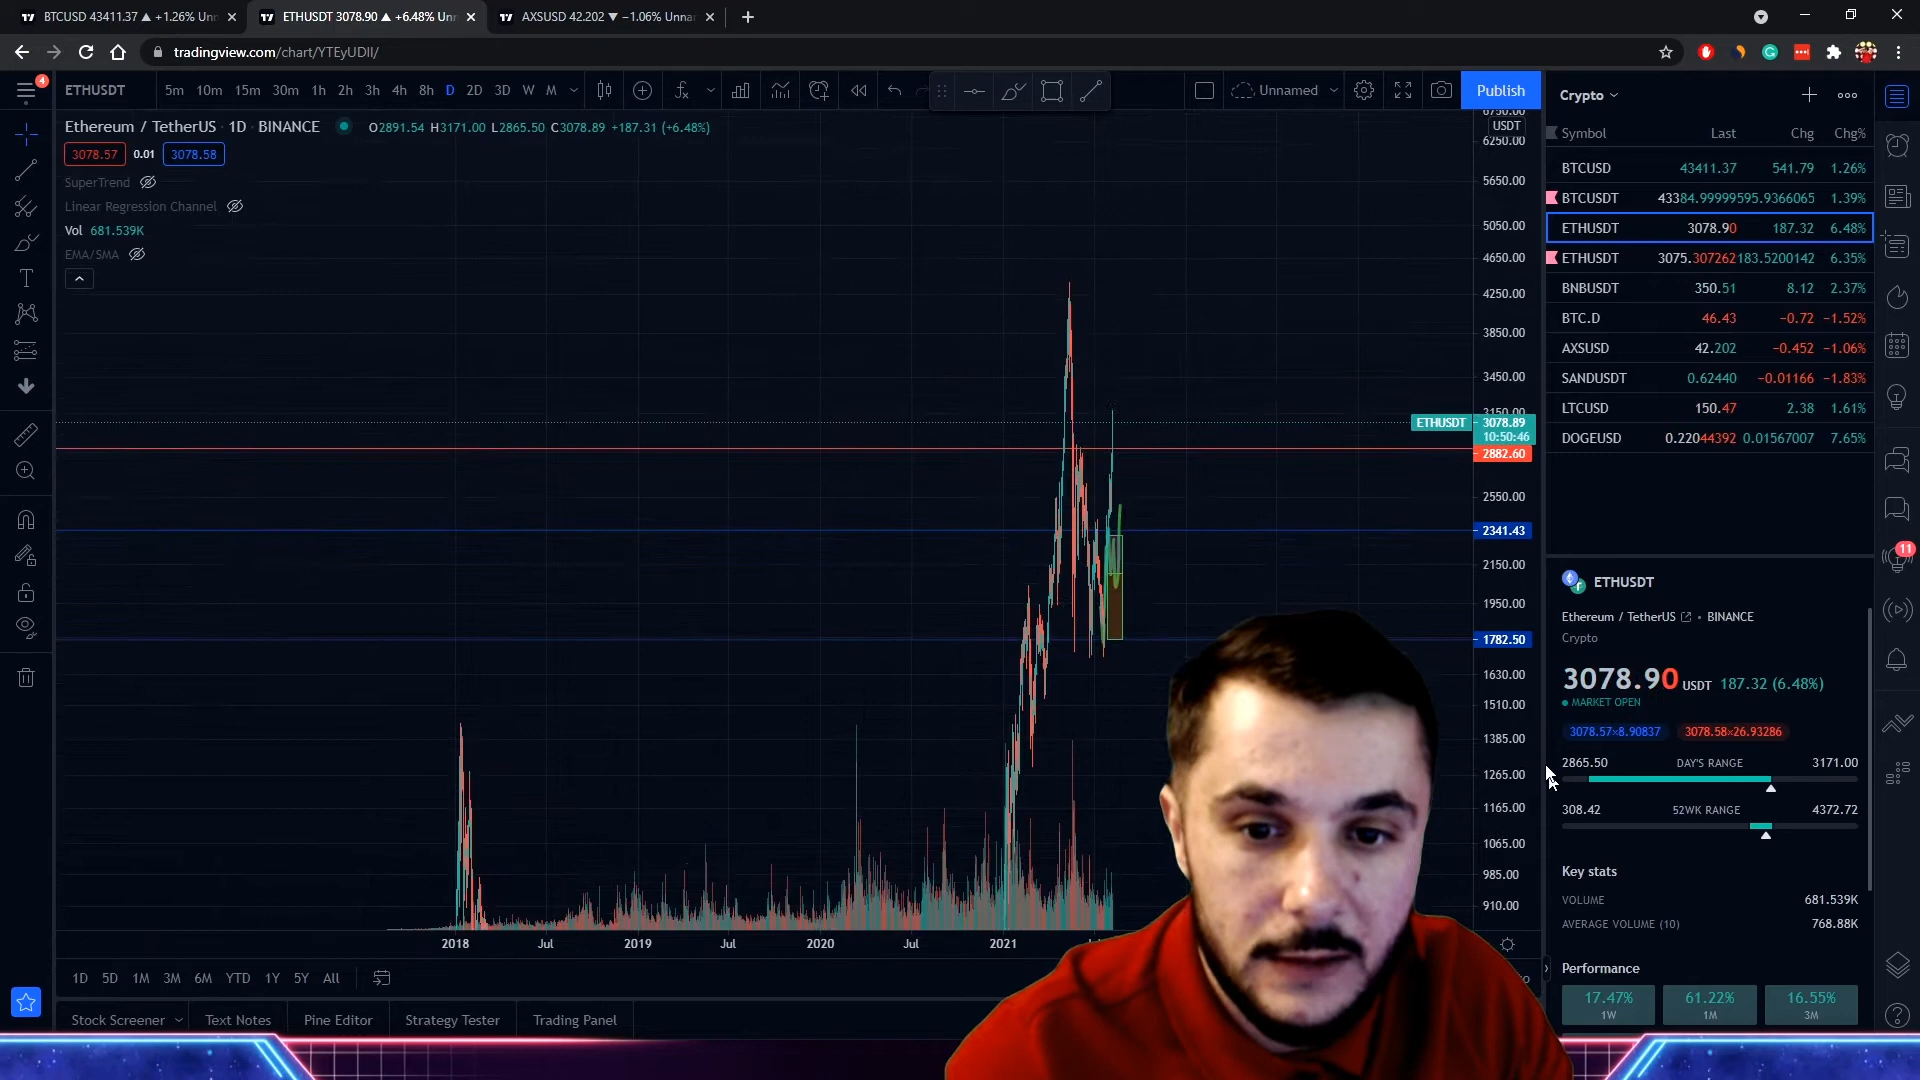 BTCUSD 43411.37 ▲ +1.26% Unn
ETHUSDT 3078.90 ▲ +6.48% Unn
AXSUSD 42.202 ▼ −1.06% Unna
tradingview.com/chart/YTEyUDII/
4
ETHUSDT 5m 10m 15m 30m 1h 2h 3h 4h 8h D 2D 3D W M
Unnamed
Publish
Ethereum / TetherUS · 1D · BINANCE
O2891.54 H3171.00 L2865.50 C3078.89 +187.31 (+6.48%)
3078.57 0.01 3078.58
SuperTrend
Linear Regression Channel
Vol 681.539K
EMA/SMA
6750.00
USDT
6250.00
5650.00
5050.00
4650.00
4250.00
3850.00
3450.00
3150.00
ETHUSDT 3078.89
10:50:46
2882.60
2550.00
2341.43
2150.00
1950.00
1782.50
1630.00
1510.00
1385.00
1265.00
1165.00
1065.00
985.00
910.00
2018 Jul 2019 Jul 2020 Jul 2021
1D 5D 1M 3M 6M YTD 1Y 5Y All
Stock Screener Text Notes Pine Editor Strategy Tester Trading Panel
Crypto
Symbol Last Chg Chg%
BTCUSD 43411.37 541.79 1.26%
BTCUSDT 43384.99999595.9366065 1.39%
ETHUSDT 3078.90 187.32 6.48%
ETHUSDT 3075.307262183.5200142 6.35%
BNBUSDT 350.51 8.12 2.37%
BTC.D 46.43 −0.72 −1.52%
AXSUSD 42.202 −0.452 −1.06%
SANDUSDT 0.62440 −0.01166 −1.83%
LTCUSD 150.47 2.38 1.61%
DOGEUSD 0.22044392 0.01567007 7.65%
11
ETHUSDT
Ethereum / TetherUS • BINANCE
Crypto
3078.90 USDT 187.32 (6.48%)
MARKET OPEN
3078.57×8.90837 3078.58×26.93286
2865.50 DAY'S RANGE 3171.00
308.42 52WK RANGE 4372.72
Key stats
VOLUME 681.539K
AVERAGE VOLUME (10) 768.88K
Performance
17.47% 61.22% 16.55%
1W 1M 3M